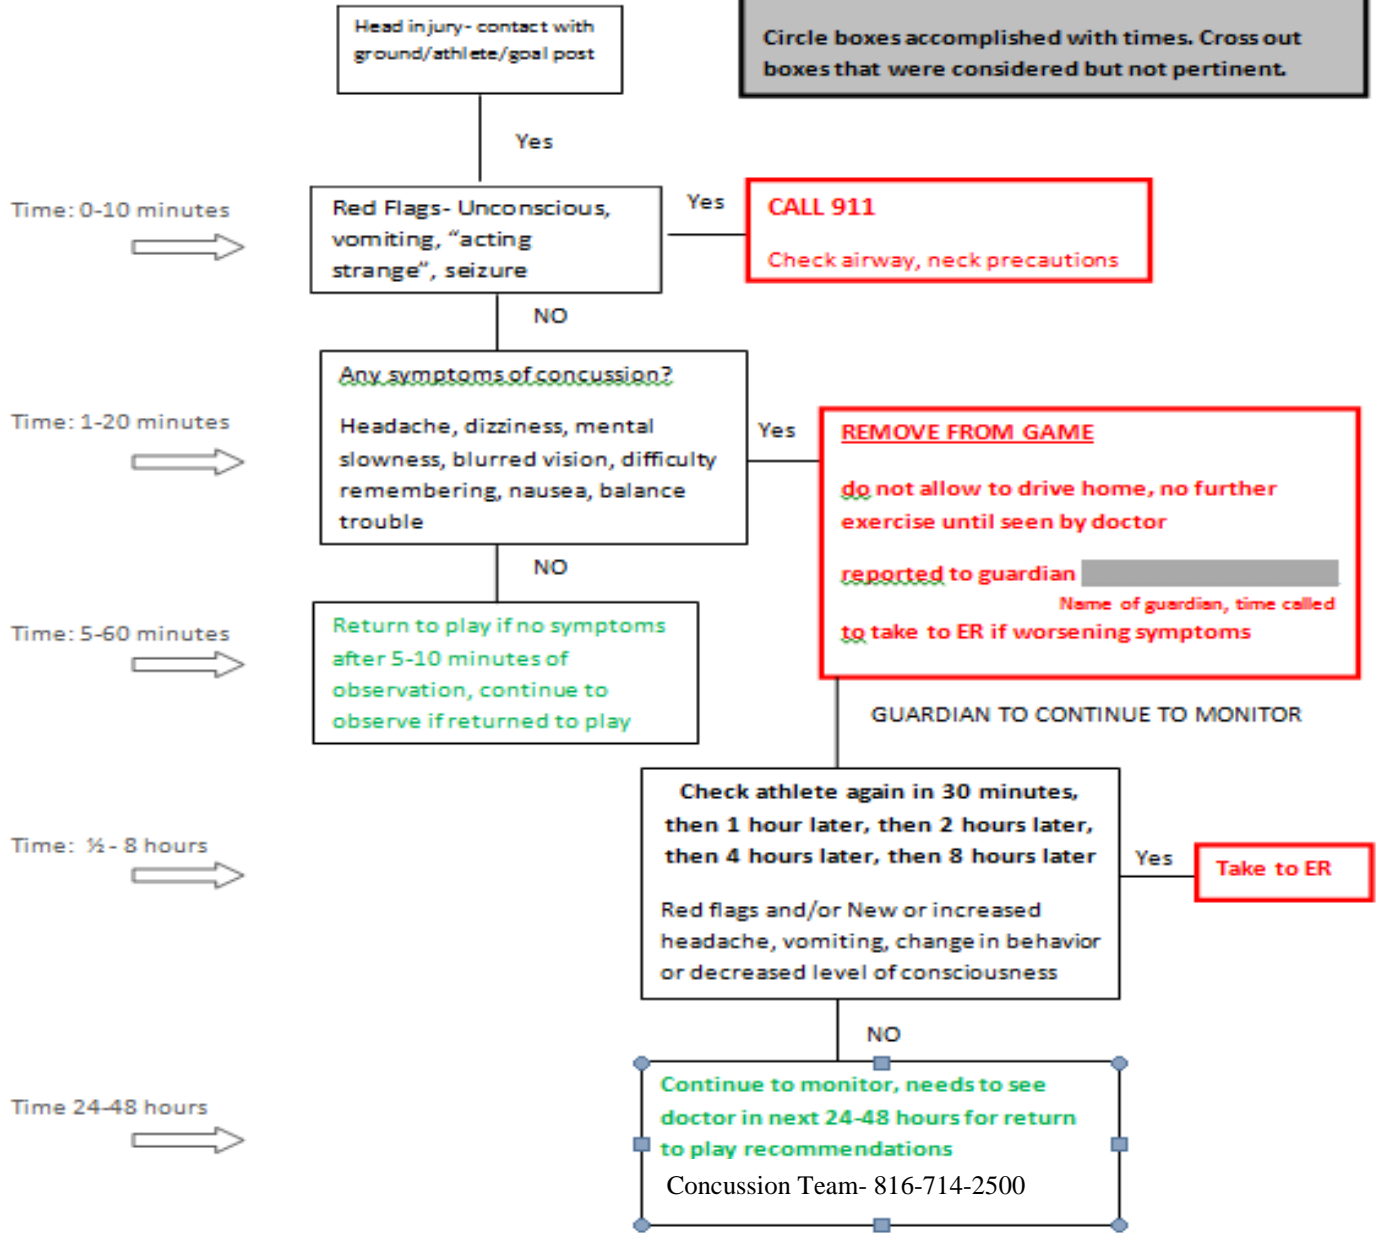 Head injury- contact with
ground/athlete/goal post
Circle boxes accomplished with times. Cross out
boxes that were considered but not pertinent.
Yes
Time: 0-10 minutes
Red Flags- Unconscious,
vomiting, “acting
strange”, seizure
Yes
CALL 911
Check airway, neck precautions
NO
Any symptoms of concussion?
Time: 1-20 minutes
Headache, dizziness, mental
slowness, blurred vision, difficulty
remembering, nausea, balance
trouble
Yes
REMOVE FROM GAME
do not allow to drive home, no further
exercise until seen by doctor
reported to guardian
Name of guardian, time called
to take to ER if worsening symptoms
NO
Time: 5-60 minutes
Return to play if no symptoms
after 5-10 minutes of
observation, continue to
observe if returned to play
GUARDIAN TO CONTINUE TO MONITOR
Time: ½ - 8 hours
Check athlete again in 30 minutes,
then 1 hour later, then 2 hours later,
then 4 hours later, then 8 hours later
Red flags and/or New or increased
headache, vomiting, change in behavior
or decreased level of consciousness
Yes
Take to ER
NO
Time 24-48 hours
Continue to monitor, needs to see
doctor in next 24-48 hours for return
to play recommendations
Concussion Team- 816-714-2500